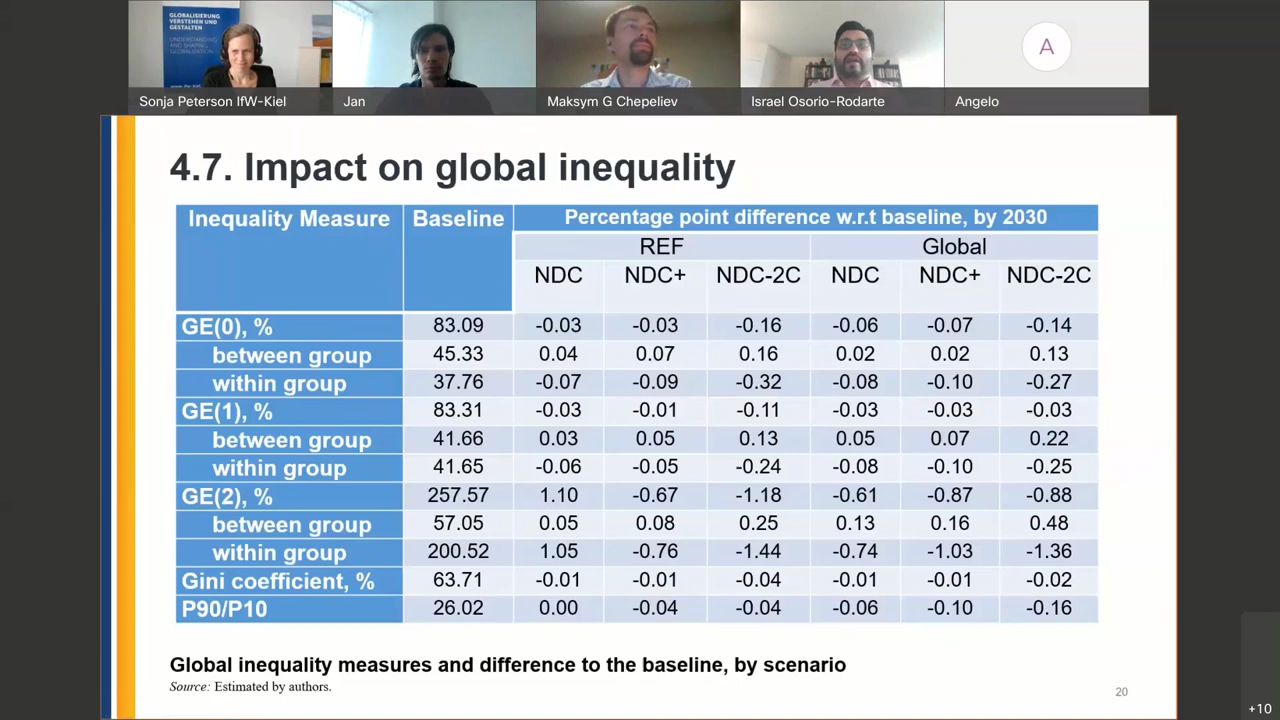 GLOBALISIERUNG
VERSTEHEN UND
GESTALTEN
UNDERSTANDING
AND SHAPING
GLOBALIZATION
Sonja Peterson IfW-Kiel
Jan
Maksym G Chepeliev
Israel Osorio-Rodarte
A
Angelo
4.7. Impact on global inequality
Inequality Measure Baseline Percentage point difference w.r.t baseline, by 2030
REF Global
NDC NDC+ NDC-2C NDC NDC+ NDC-2C
GE(0), % 83.09 -0.03 -0.03 -0.16 -0.06 -0.07 -0.14
between group 45.33 0.04 0.07 0.16 0.02 0.02 0.13
within group 37.76 -0.07 -0.09 -0.32 -0.08 -0.10 -0.27
GE(1), % 83.31 -0.03 -0.01 -0.11 -0.03 -0.03 -0.03
between group 41.66 0.03 0.05 0.13 0.05 0.07 0.22
within group 41.65 -0.06 -0.05 -0.24 -0.08 -0.10 -0.25
GE(2), % 257.57 1.10 -0.67 -1.18 -0.61 -0.87 -0.88
between group 57.05 0.05 0.08 0.25 0.13 0.16 0.48
within group 200.52 1.05 -0.76 -1.44 -0.74 -1.03 -1.36
Gini coefficient, % 63.71 -0.01 -0.01 -0.04 -0.01 -0.01 -0.02
P90/P10 26.02 0.00 -0.04 -0.04 -0.06 -0.10 -0.16
Global inequality measures and difference to the baseline, by scenario
Source: Estimated by authors.
20
+10